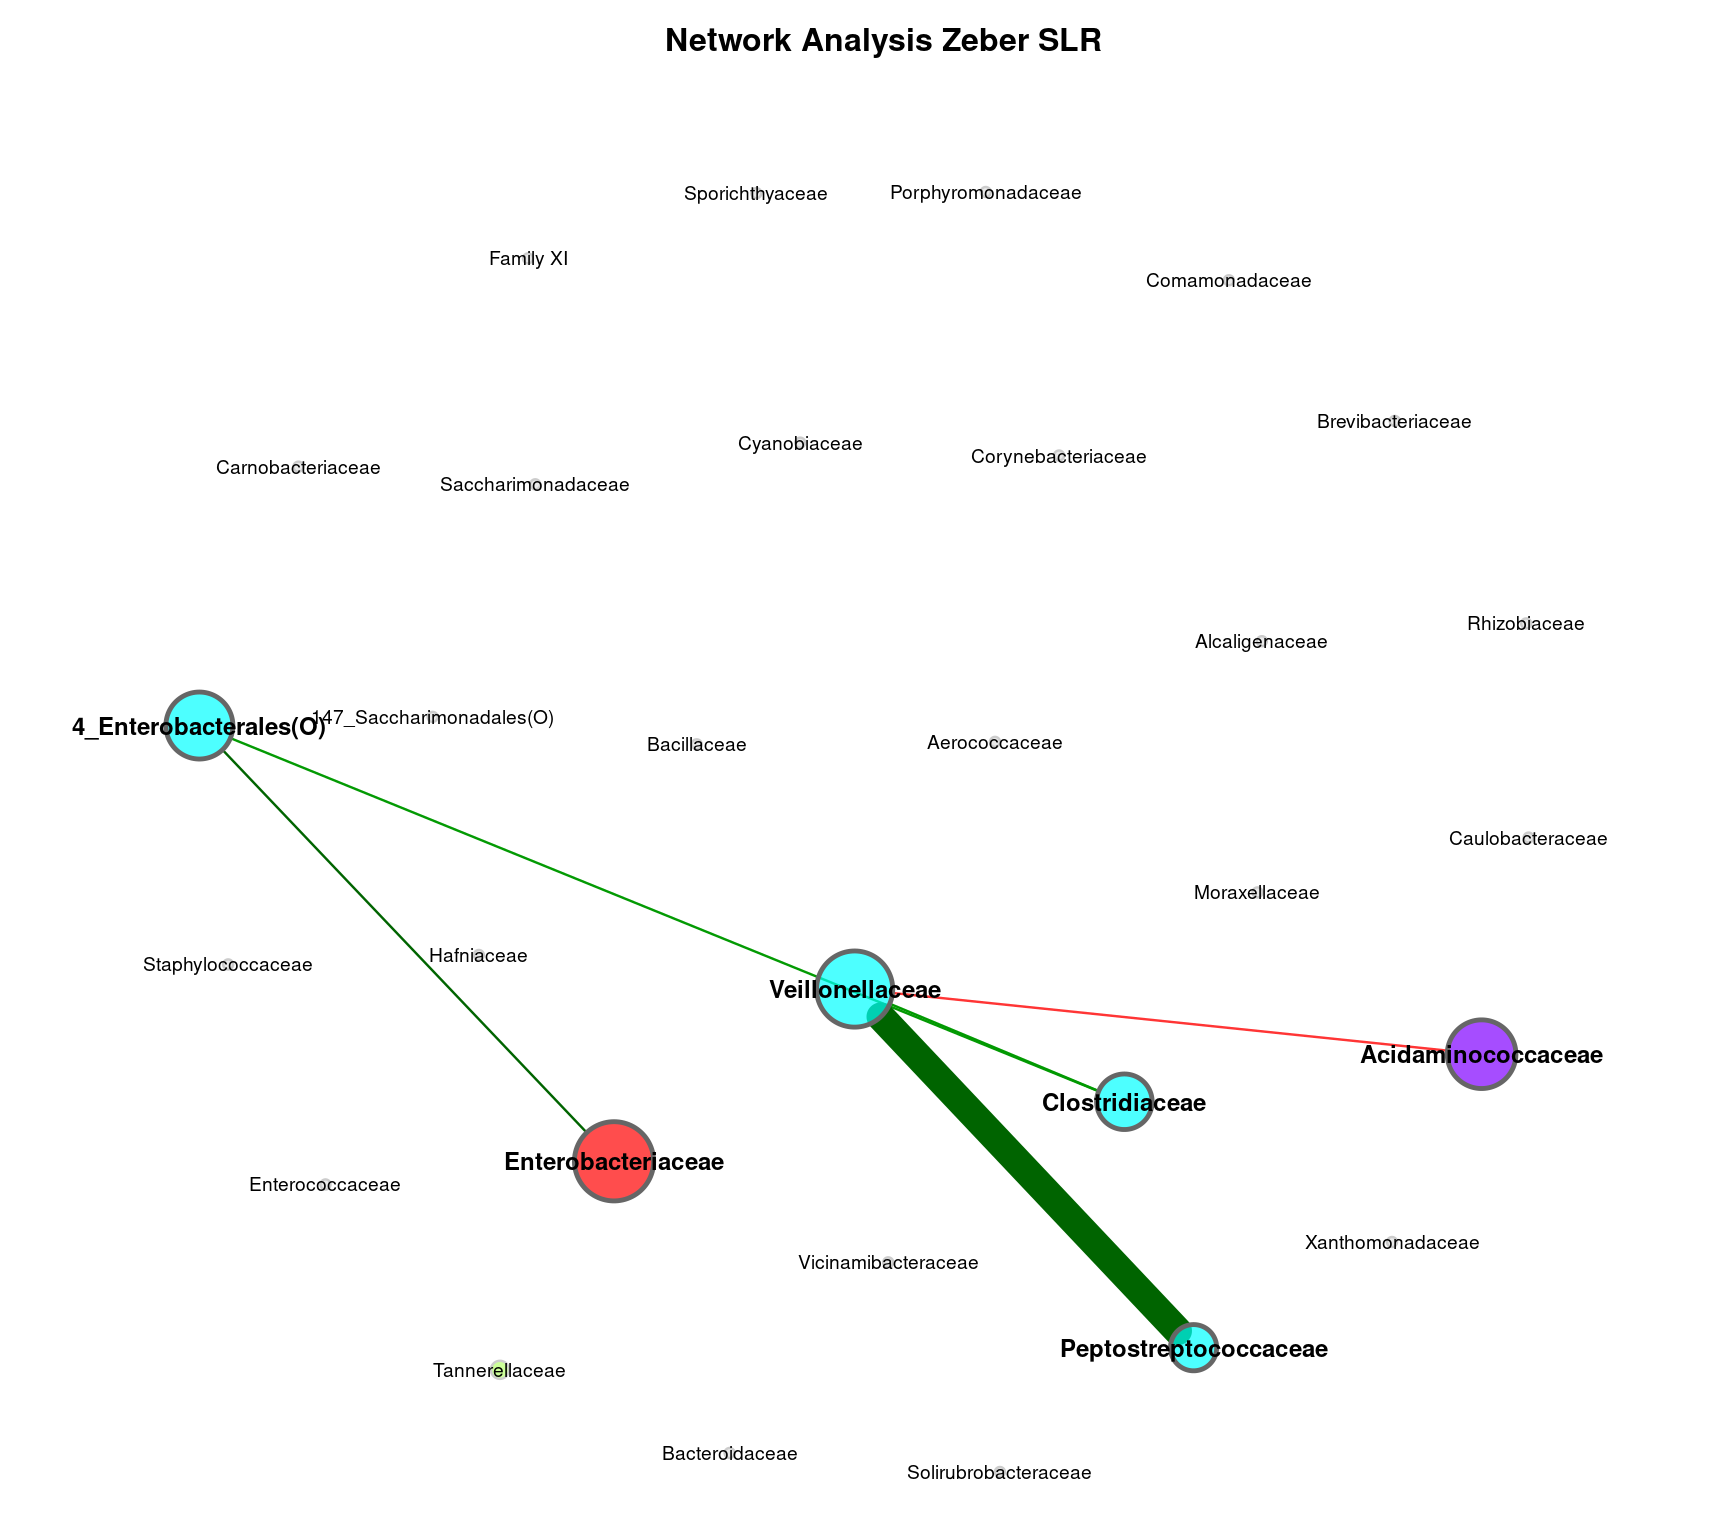 Network Analysis Zeber SLR
Sporichthyaceae
Porphyromonadaceae
Family XI
Comamonadaceae
Brevibacteriaceae
Cyanobiaceae
Corynebacteriaceae
Carnobacteriaceae
Saccharimonadaceae
Rhizobiaceae
Alcaligenaceae
147_Saccharimonadales(O)
4_Enterobacterales(O)
Bacillaceae
Aerococcaceae
Caulobacteraceae
Moraxellaceae
Hafniaceae
Staphylococcaceae
Veillonellaceae
Acidaminococcaceae
Clostridiaceae
Enterobacteriaceae
Enterococcaceae
Xanthomonadaceae
Vicinamibacteraceae
Peptostreptococcaceae
Tannerellaceae
Bacteroidaceae
Solirubrobacteraceae